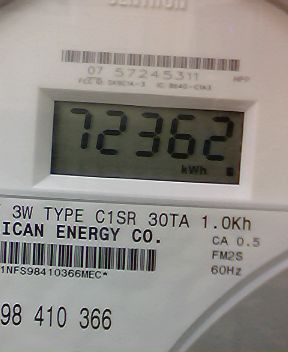 07 57245311
72362
kWh
3W TYPE C1SR 30TA 1.0Kh
ICAN ENERGY CO.
CA 0.5
FM2S
60Hz
1NFS98410366MEC*
98 410 366